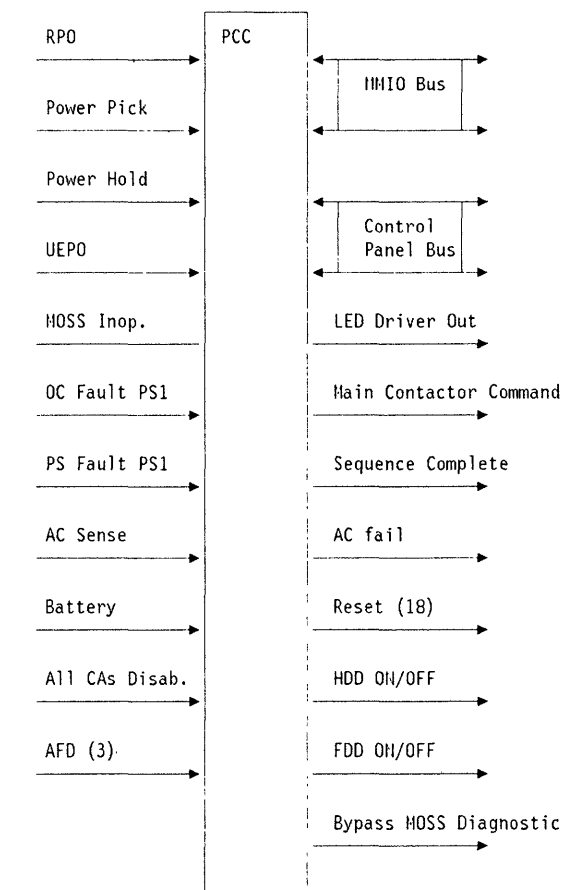 RPO
PCC
MMIO Bus
Power Pick
Power Hold
Control
Panel Bus
UEPO
MOSS Inop.
LED Driver Out
OC Fault PS1
Main Contactor Command
PS Fault PS1
Sequence Complete
AC Sense
AC fail
Battery
Reset (18)
All CAs Disab.
HDD ON/OFF
AFD (3)
FDD ON/OFF
Bypass MOSS Diagnostic